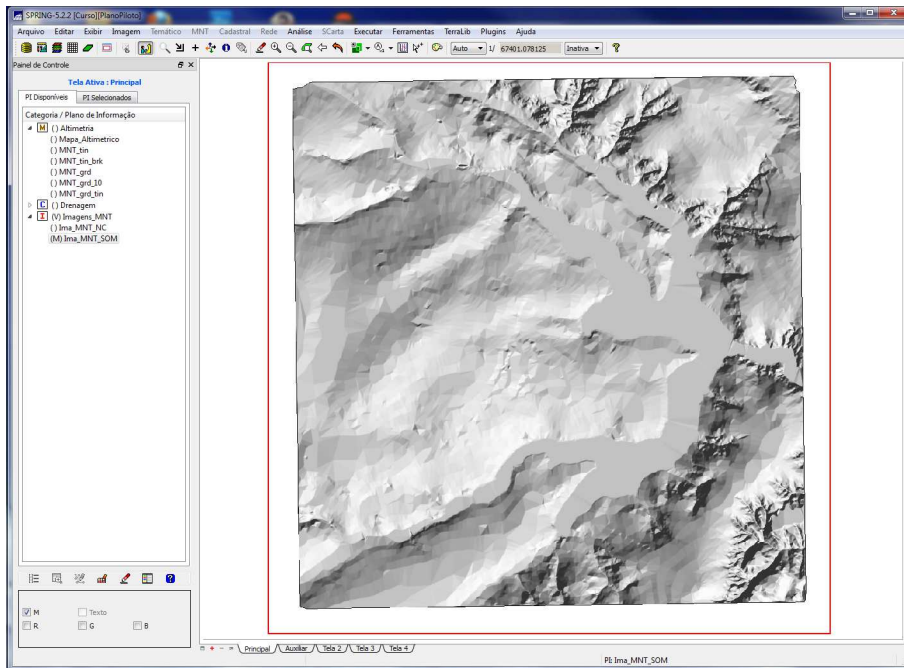 SPRING-5.2.2 [Curso][PlanoPiloto]
Arquivo Editar Exibir Imagem Temático MNT Cadastral Rede Análise SCarta Executar Ferramentas TerraLib Plugins Ajuda
Auto 1/ 67401.078125 Inativa
Painel de Controle
Tela Ativa : Principal
PI Disponíveis PI Selecionados
Categoria / Plano de Informação
M () Altimetria
() Mapa_Altimetrico
() MNT_tin
() MNT_tin_brk
() MNT_grd
() MNT_grd_10
() MNT_grd_tin
C () Drenagem
I (V) Imagens_MNT
() Ima_MNT_NC
(M) Ima_MNT_SOM
M Texto
R G B
Principal Auxiliar Tela 2 Tela 3 Tela 4
PI: Ima_MNT_SOM